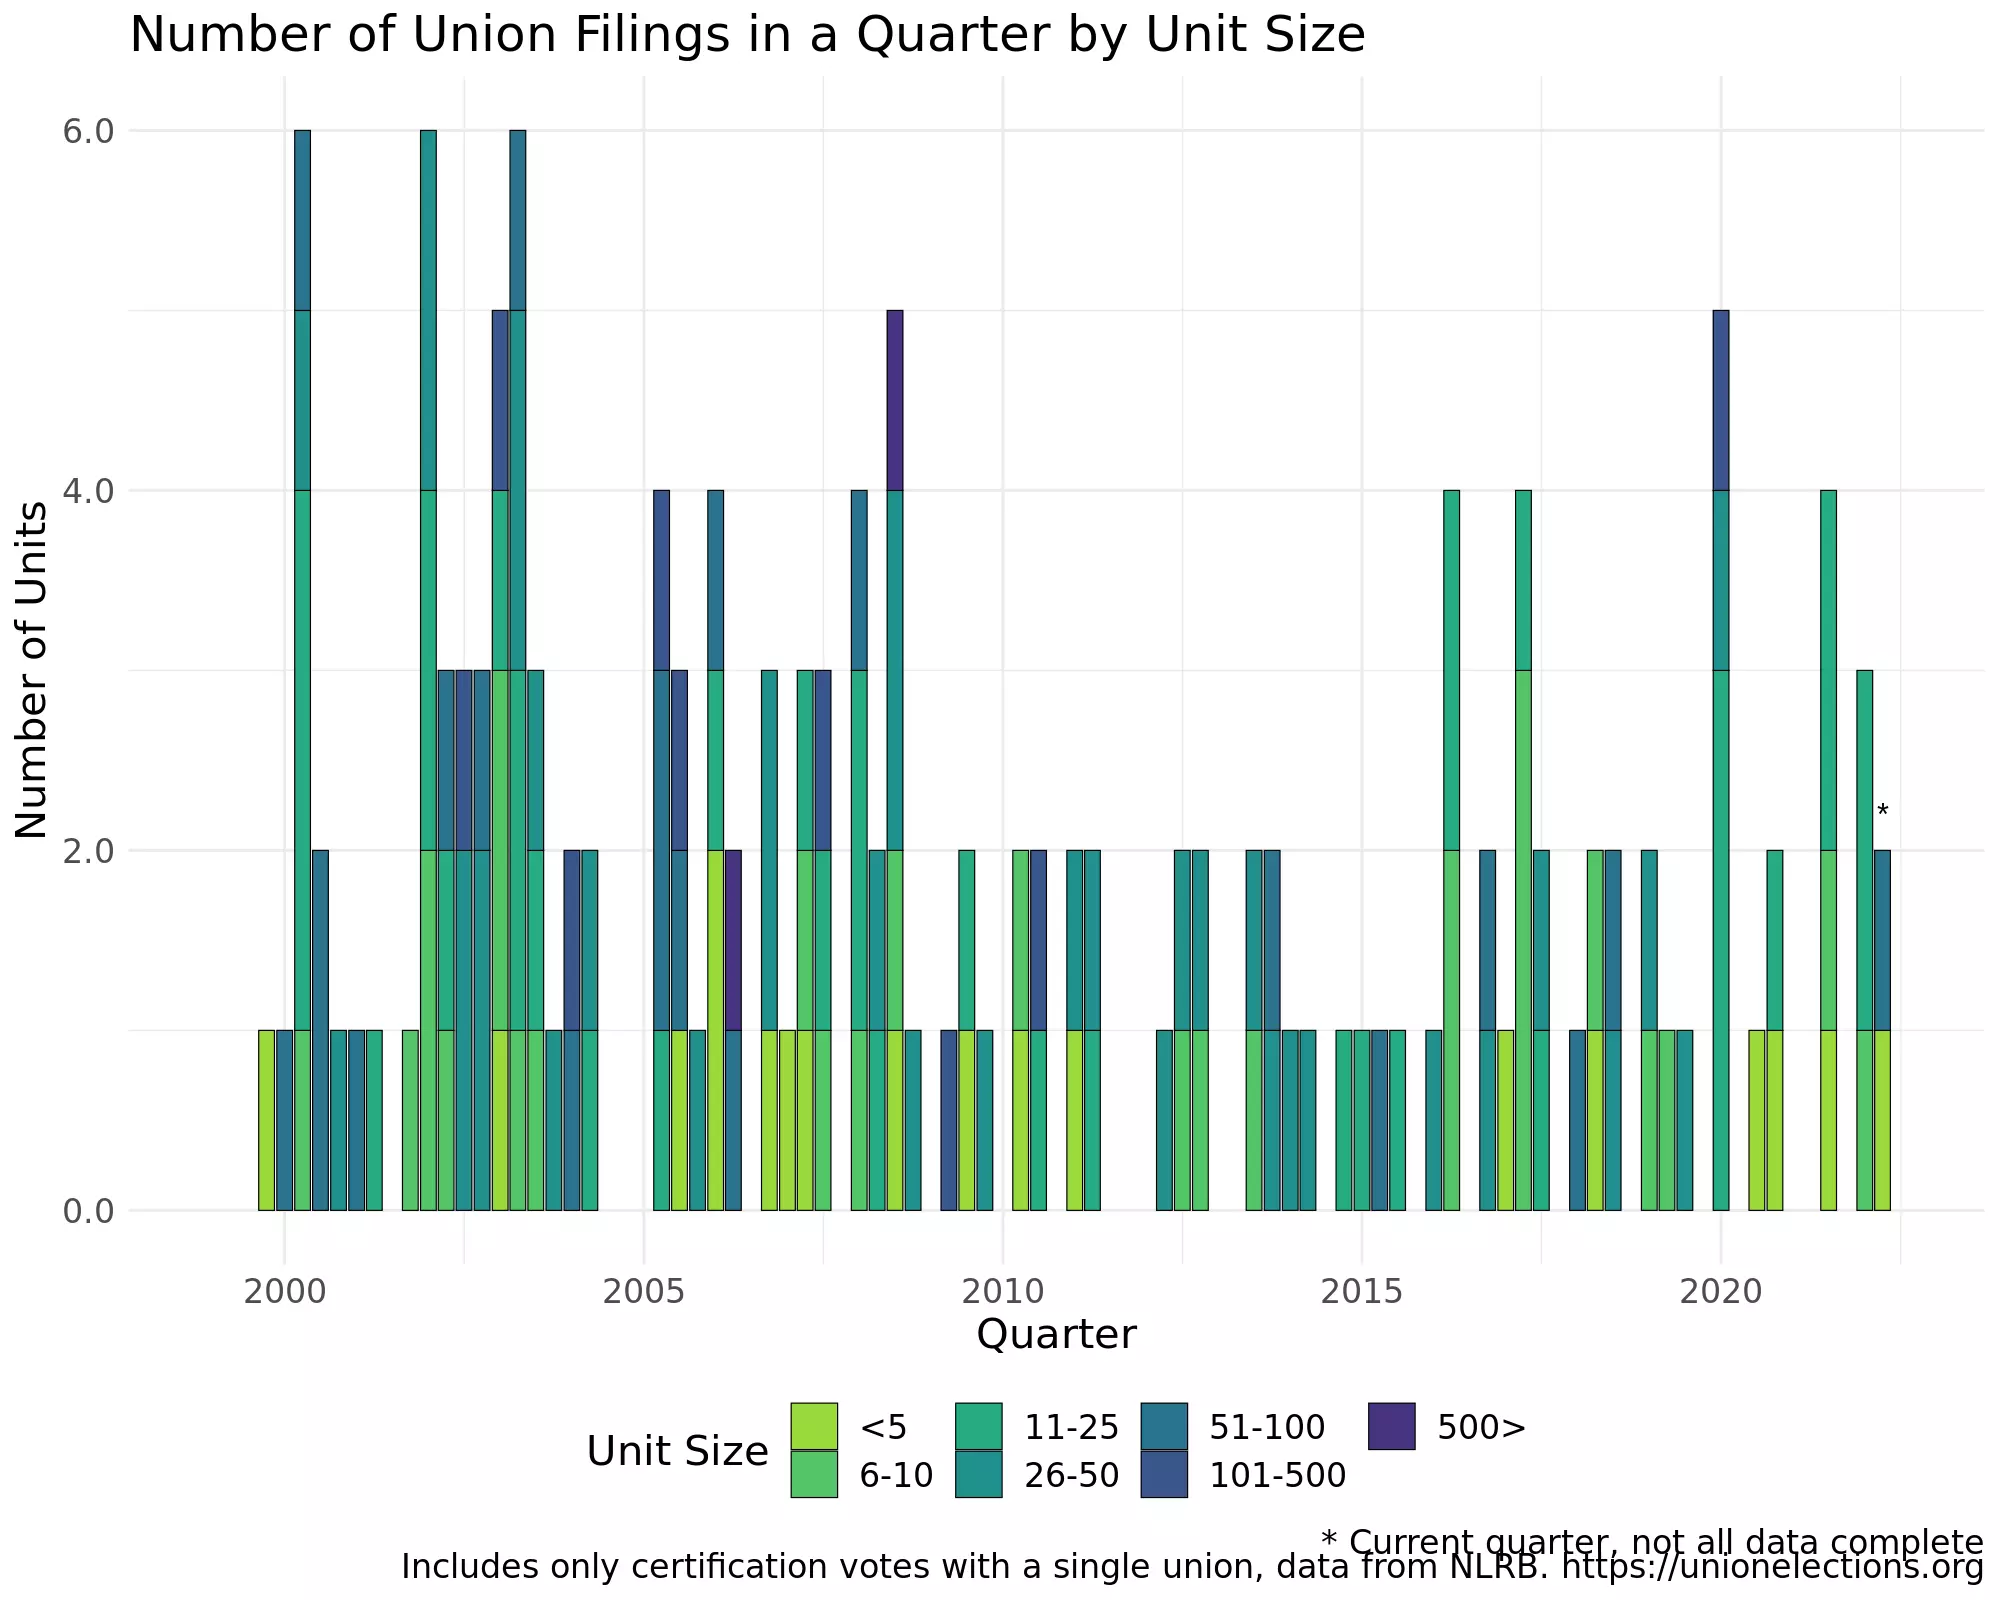 Number of Union Filings in a Quarter by Unit Size
6.0
4.0
2.0
0.0
Number of Units
*
2000 2005 2010 2015 2020
Quarter
Unit Size
<5 11-25 51-100 500>
6-10 26-50 101-500
* Current quarter, not all data complete
Includes only certification votes with a single union, data from NLRB. https://unionelections.org